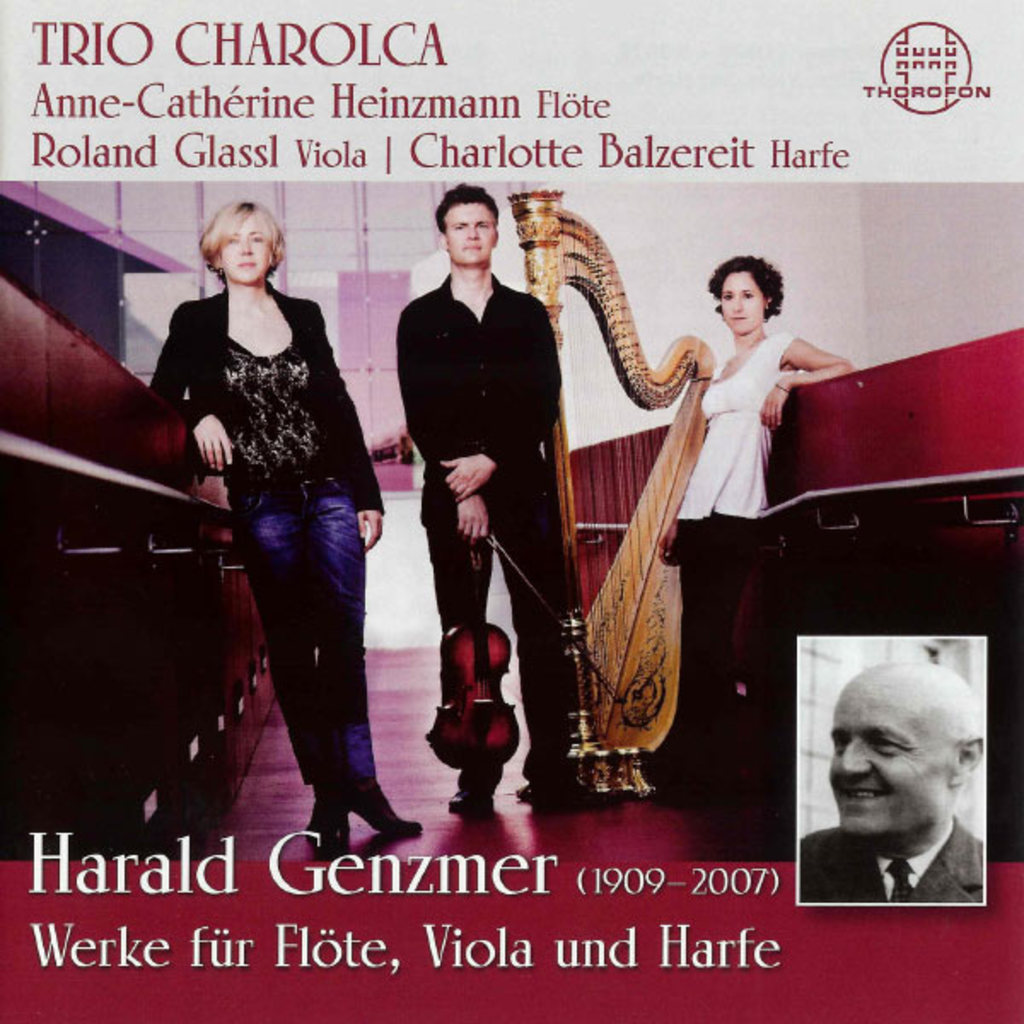 TRIO CHAROLCA
Anne-Cathérine Heinzmann Flöte
Roland Glassl Viola | Charlotte Balzereit Harfe
THOROFON
Harald Genzmer (1909–2007)
Werke für Flöte, Viola und Harfe